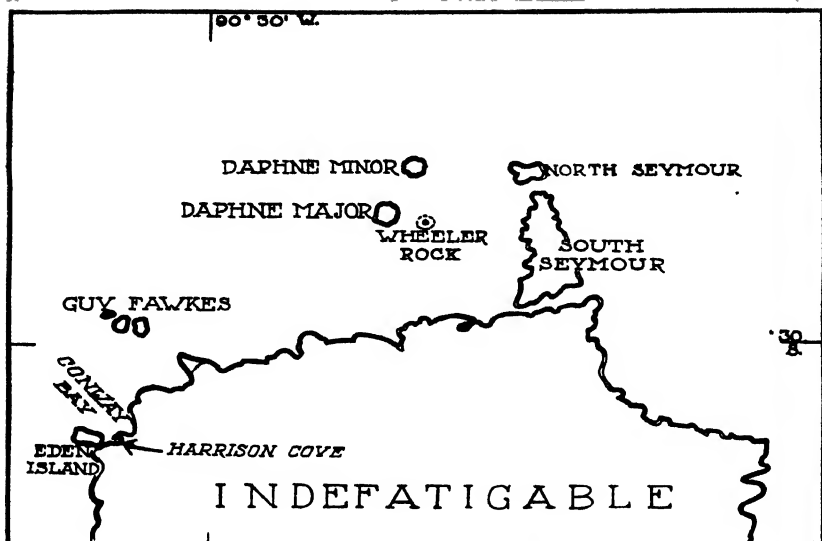 90° 30' W.
DAPHNE MINOR
NORTH SEYMOUR
DAPHNE MAJOR
WHEELER
ROCK
SOUTH
SEYMOUR
GUY FAWKES
30
S.
CONWAY
BAY
EDEN
ISLAND
HARRISON COVE
INDEFATIGABLE